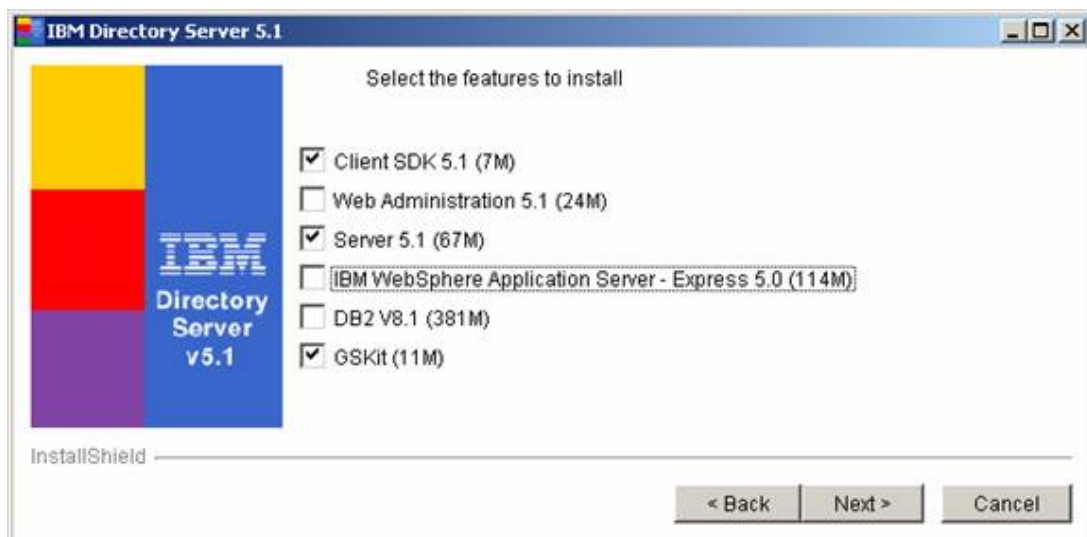 IBM Directory Server 5.1
Select the features to install
Client SDK 5.1 (7M)
Web Administration 5.1 (24M)
Server 5.1 (67M)
IBM WebSphere Application Server - Express 5.0 (114M)
DB2 V8.1 (381M)
GSKit (11M)
IBM
Directory
Server
v5.1
InstallShield
< Back
Next >
Cancel